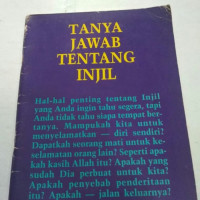 TANYA
JAWAB
TENTANG
INJIL
Hal-hal penting tentang Injil
yang Anda ingin tahu segera, tapi
Anda tidak tahu siapa tempat ber-
tanya. Mampukah kita untuk
menyelamatkan — diri sendiri?
Dapatkah seorang mati untuk ke-
selamatan orang lain? Seperti apa-
kah kasih Allah itu? Apakah yang
sudah Dia perbuat untuk kita?
Apakah penyebab penderitaan
itu? Apakah — jalan keluarnya?